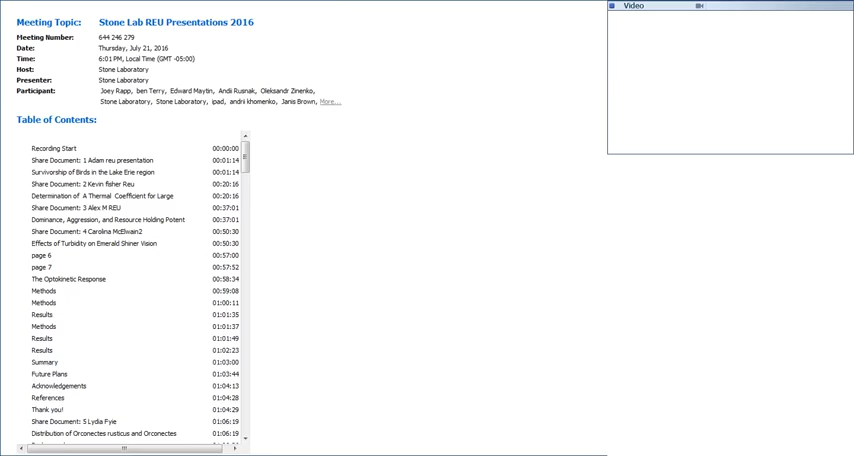 Meeting Topic: Stone Lab REU Presentations 2016
Meeting Number: 644 246 279
Date: Thursday, July 21, 2016
Time: 6:01 PM, Local Time (GMT -05:00)
Host: Stone Laboratory
Presenter: Stone Laboratory
Participant: Joey Rapp, ben Terry, Edward Maytin, Andii Rusnak, Oleksandr Zinenko,
Stone Laboratory, Stone Laboratory, ipad, andrii khomenko, Janis Brown, More...
Table of Contents:
Recording Start 00:00:00
Share Document: 1 Adam reu presentation 00:01:14
Survivorship of Birds in the Lake Erie region 00:01:14
Share Document: 2 Kevin fisher Reu 00:20:16
Determination of A Thermal Coefficient for Large 00:20:16
Share Document: 3 Alex M REU 00:37:01
Dominance, Aggression, and Resource Holding Potent 00:37:01
Share Document: 4 Carolina McElwain2 00:50:30
Effects of Turbidity on Emerald Shiner Vision 00:50:30
page 6 00:57:00
page 7 00:57:52
The Optokinetic Response 00:58:34
Methods 00:59:08
Methods 01:00:11
Results 01:01:35
Methods 01:01:37
Results 01:01:49
Results 01:02:23
Summary 01:03:00
Future Plans 01:03:44
Acknowledgements 01:04:13
References 01:04:28
Thank you! 01:04:29
Share Document: 5 Lydia Fyie 01:06:19
Distribution of Orconectes rusticus and Orconectes 01:06:19
Video